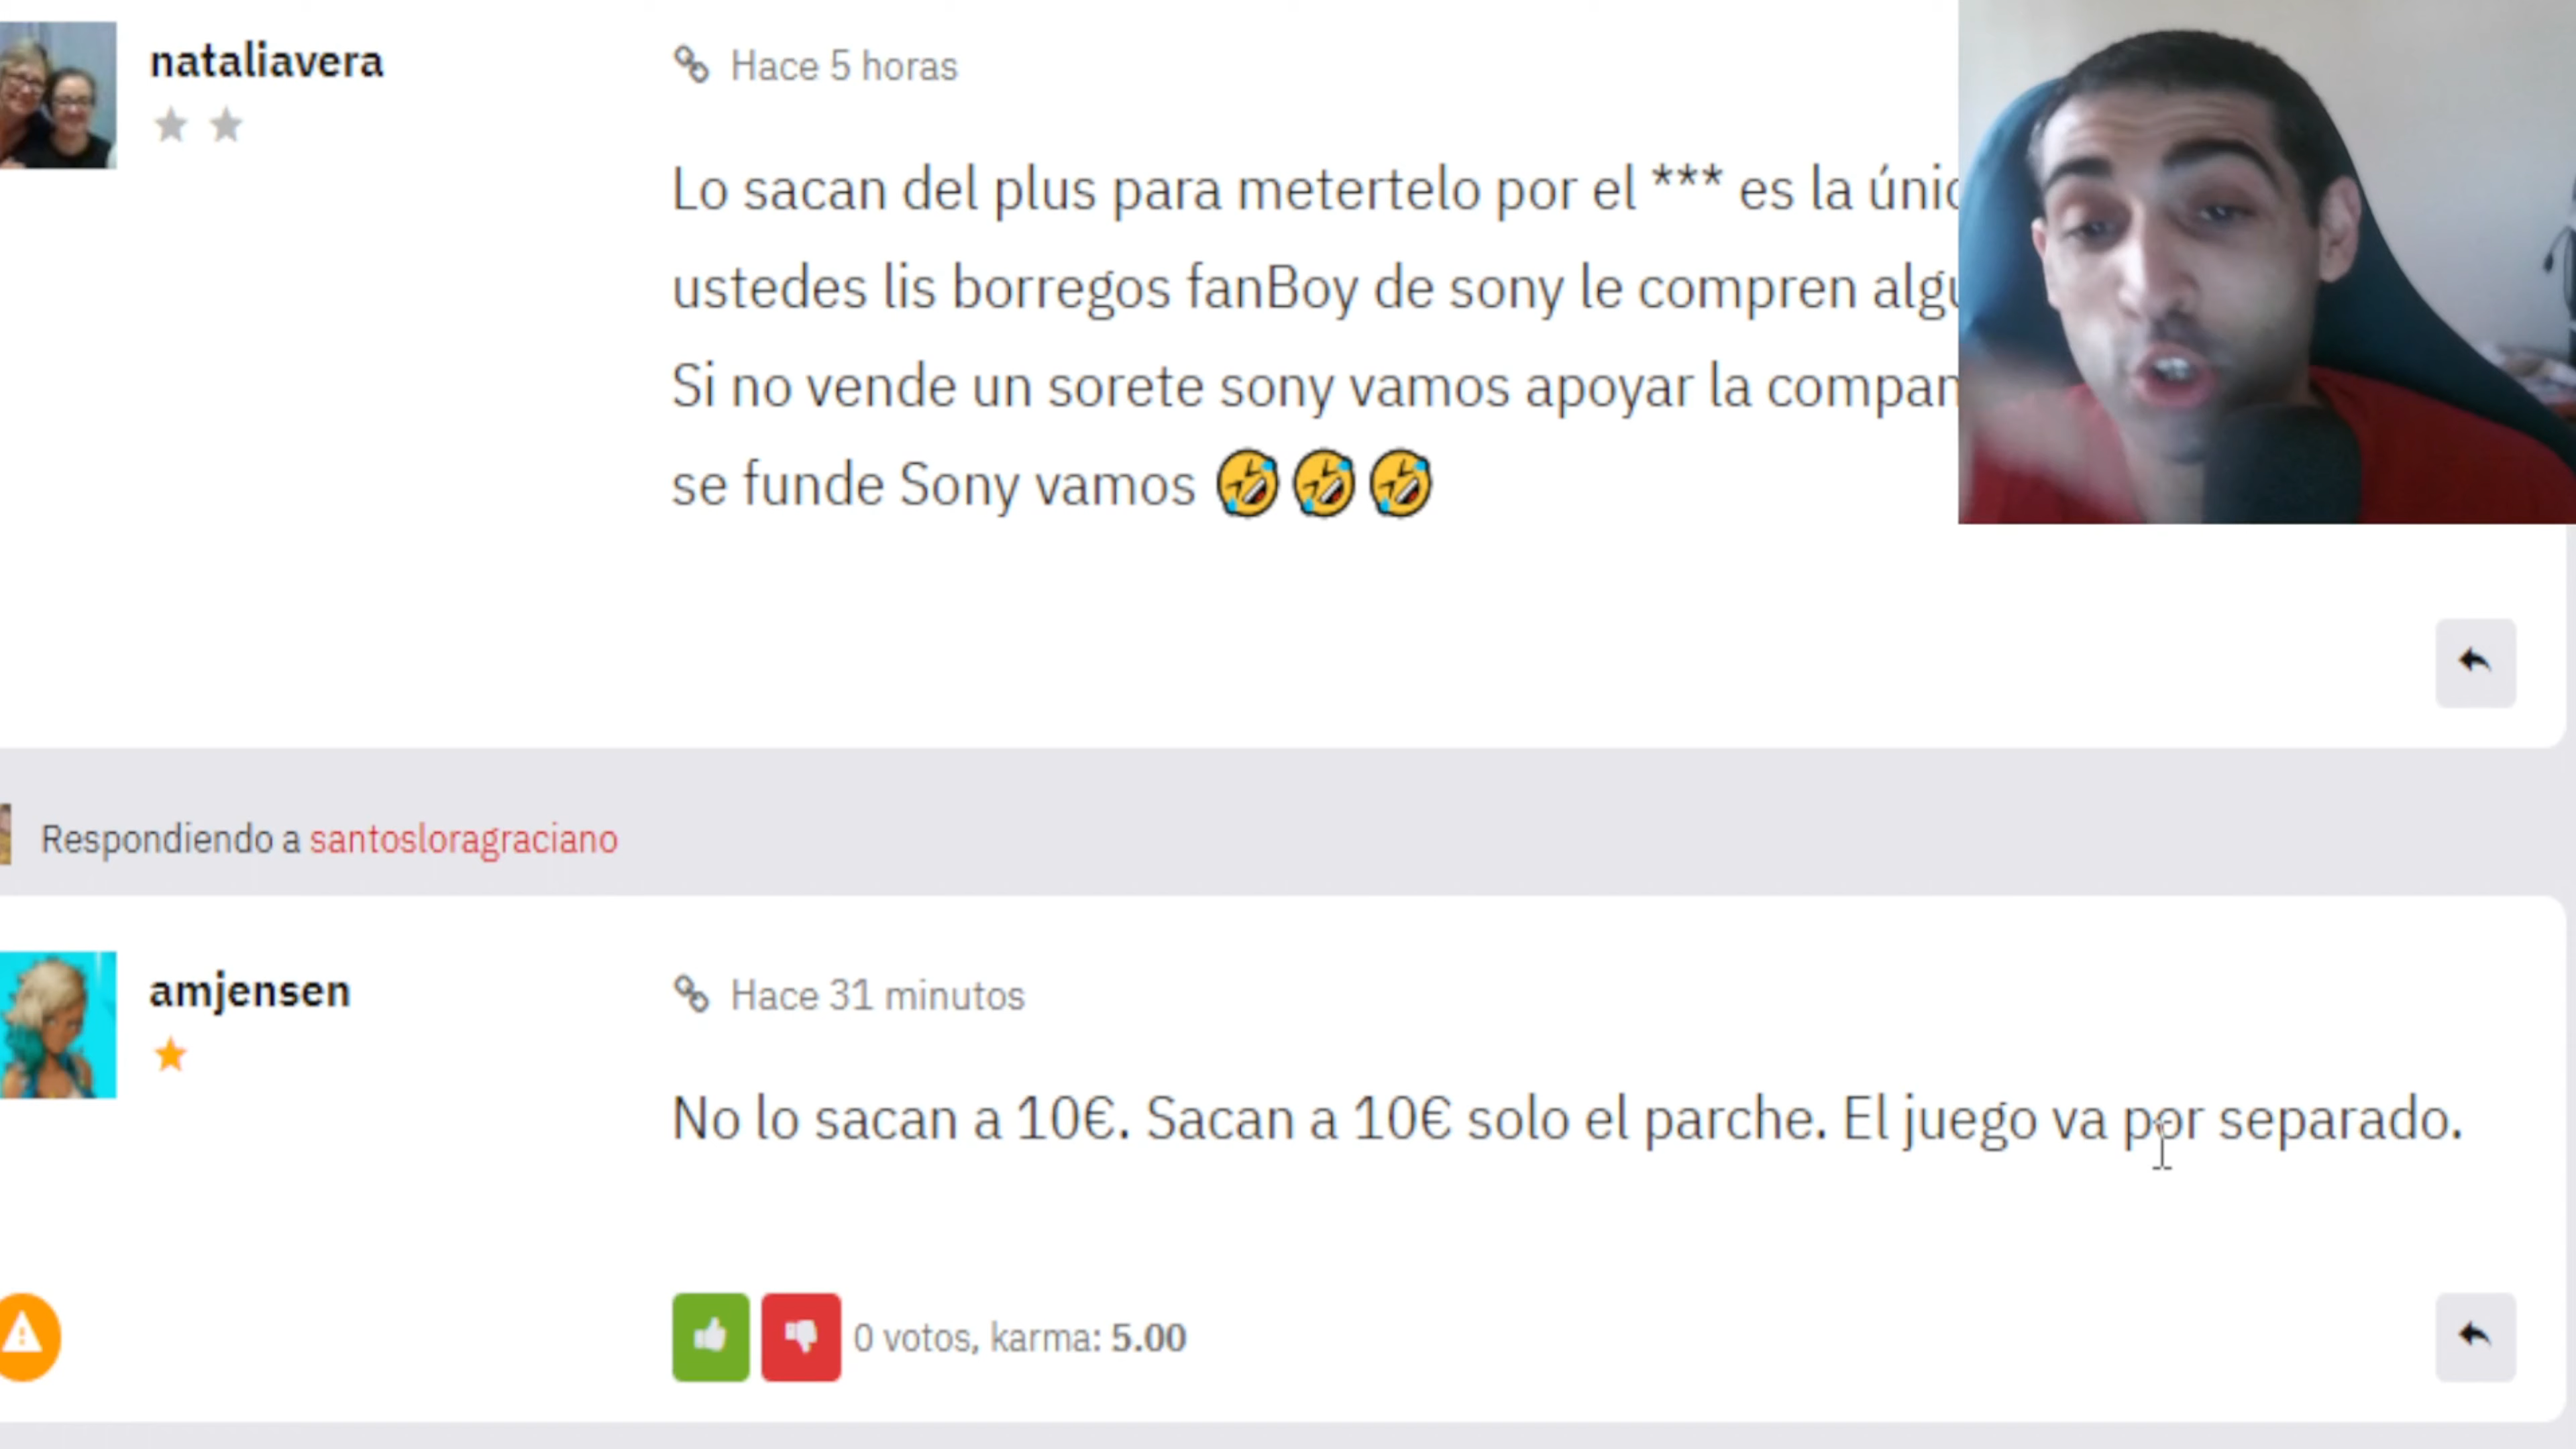 nataliavera
Hace 5 horas
Lo sacan del plus para metertelo por el *** es la
ustedes lis borregos fanBoy de sony le compren
Si no vende un sorete sony vamos apoyar la
se funde Sony vamos 🤣🤣🤣
Respondiendo a santosloragraciano
amjensen
Hace 31 minutos
No lo sacan a 10€. Sacan a 10€ solo el parche. El juego va por separado.
0 votos, karma: 5.00